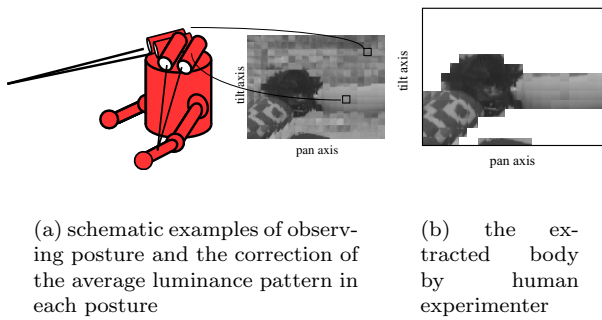 tilt axis
pan axis
tilt axis
pan axis
(a) schematic examples of observ-
ing posture and the correction of
the average luminance pattern in
each posture
(b) the ex-
tracted body
by human
experimenter